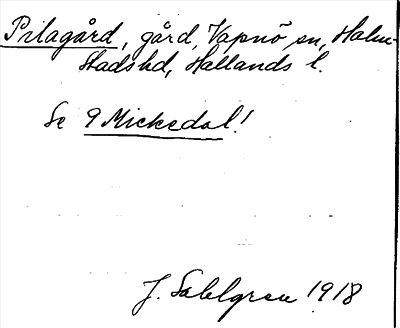 Pilagård, gård, Vapnö sn, Halm-
stads hd, Hallands l.
Se 9 Mickedal!
J. Sahlgren 1918